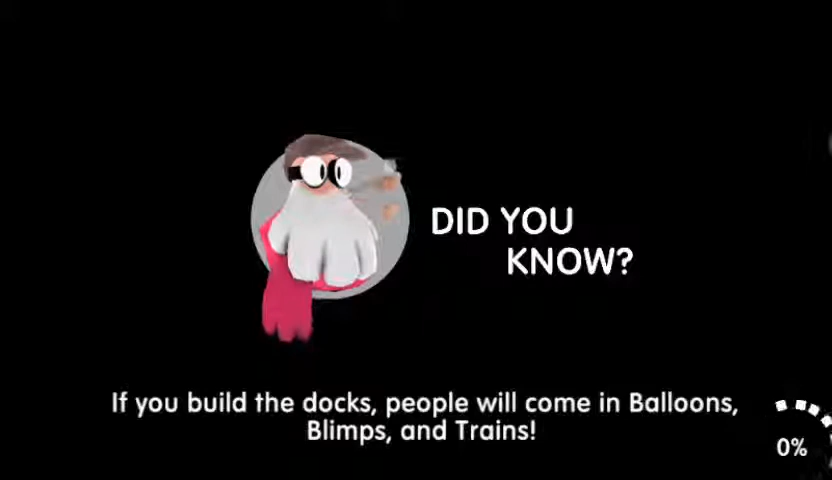 DID YOU
KNOW?
If you build the docks, people will come in Balloons,
Blimps, and Trains!
0%